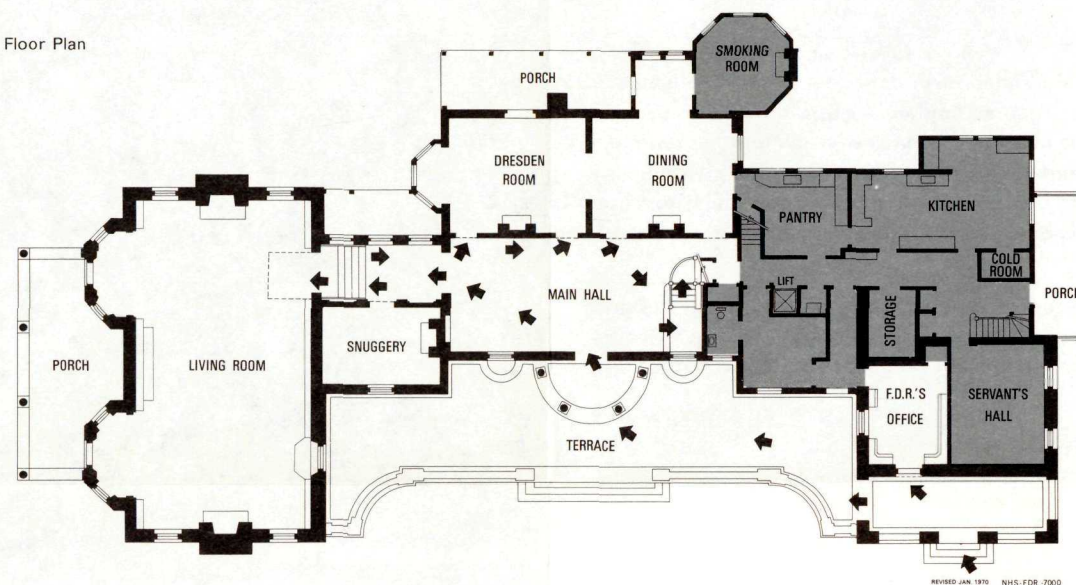 Floor Plan
SMOKING
ROOM
PORCH
DRESDEN
ROOM
DINING
ROOM
PANTRY
KITCHEN
COLD
ROOM
LIFT
MAIN HALL
STORAGE
PORCH
SNUGGERY
PORCH
LIVING ROOM
F.D.R.'S
OFFICE
SERVANT'S
HALL
TERRACE
REVISED JAN. 1970 NHS-FDR-7000